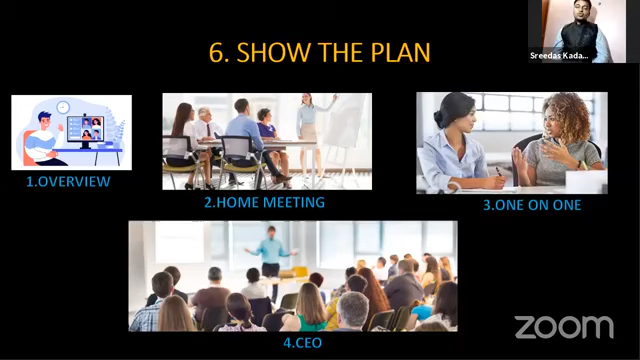 Sreedas Kada...
6. SHOW THE PLAN
1.OVERVIEW
2.HOME MEETING
3.ONE ON ONE
4.CEO
zoom